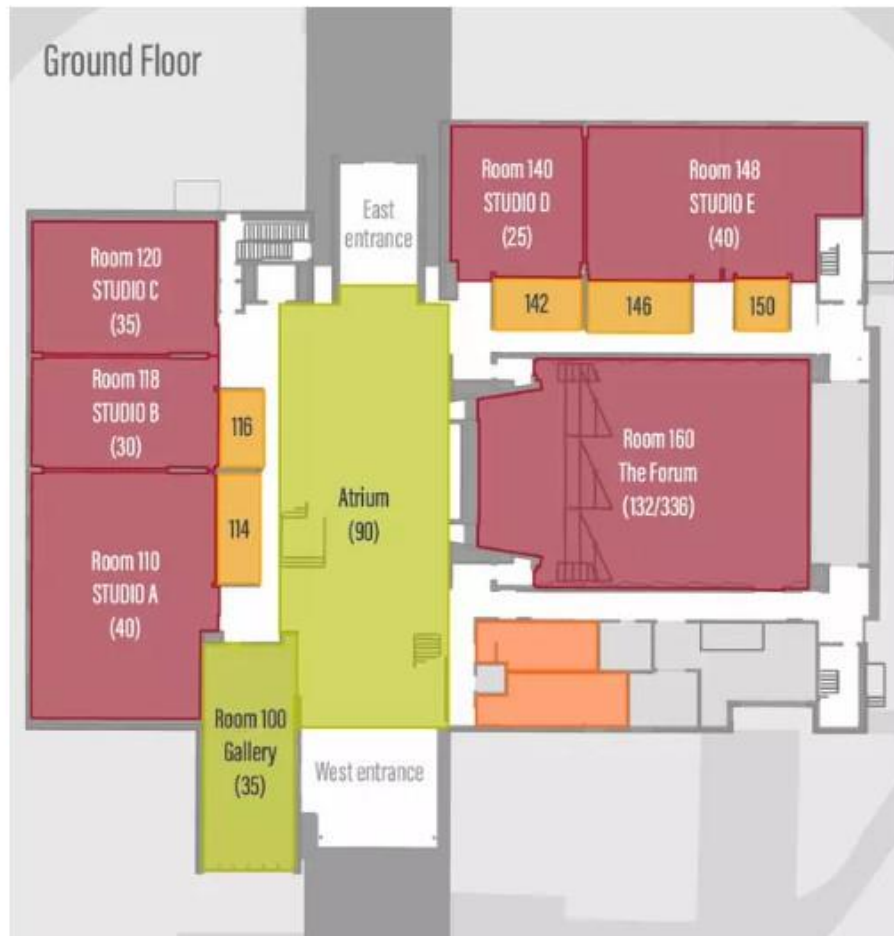 Ground Floor
East
entrance
Room 140
STUDIO D
(25)
Room 148
STUDIO E
(40)
Room 120
STUDIO C
(35)
142
146
150
Room 118
STUDIO B
(30)
116
114
Atrium
(90)
Room 160
The Forum
(132/336)
Room 110
STUDIO A
(40)
Room 100
Gallery
(35)
West entrance